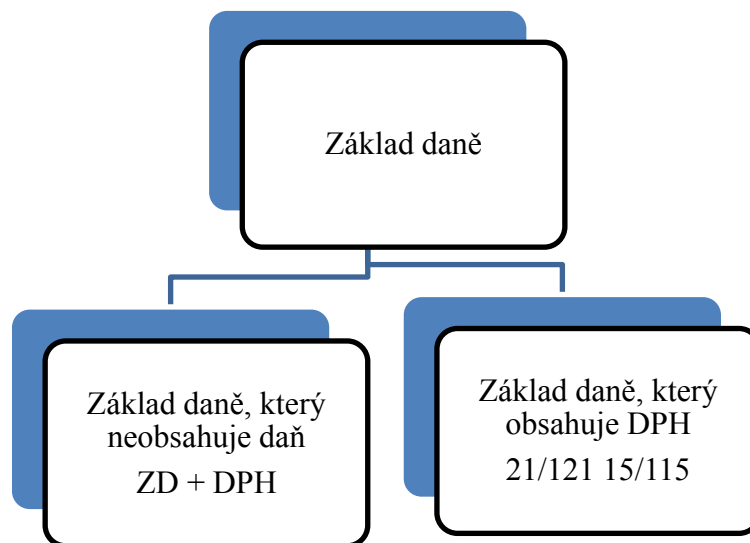 Základ daně
Základ daně, který
neobsahuje daň
ZD + DPH
Základ daně, který
obsahuje DPH
21/121 15/115